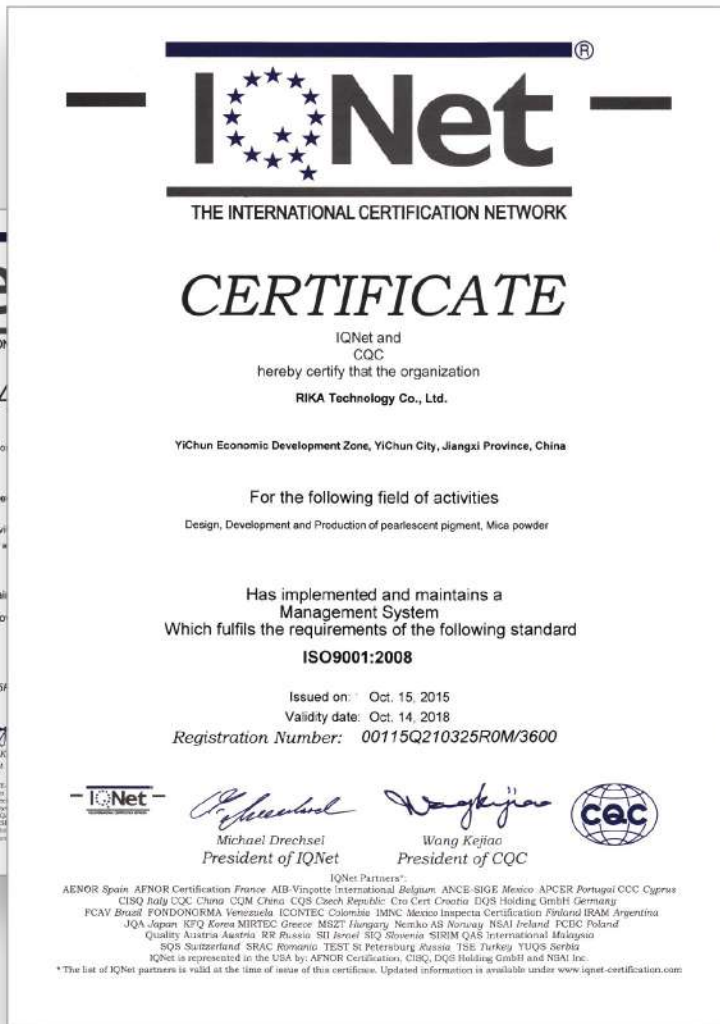 IQNet®
THE INTERNATIONAL CERTIFICATION NETWORK
CERTIFICATE
IQNet and
CQC
hereby certify that the organization
RIKA Technology Co., Ltd.
YiChun Economic Development Zone, YiChun City, Jiangxi Province, China
For the following field of activities
Design, Development and Production of pearlescent pigment, Mica powder
Has implemented and maintains a
Management System
Which fulfils the requirements of the following standard
ISO9001:2008
Issued on: Oct. 15, 2015
Validity date: Oct. 14, 2018
Registration Number: 00115Q210325R0M/3600
IQNet
CQC
Michael Drechsel Wang Kejiao
President of IQNet President of CQC
IQNet Partners*:
AENOR Spain AFNOR Certification France AIB-Vinçotte International Belgium ANCE-SIGE Mexico APCER Portugal CCC Cyprus
CISQ Italy CQC China CQM China CQS Czech Republic Cro Cert Croatia DQS Holding GmbH Germany
FCAV Brazil FONDONORMA Venezuela ICONTEC Colombia IMNC Mexico Inspecta Certification Finland IRAM Argentina
JQA Japan KFQ Korea MIRTEC Greece MSZT Hungary Nemko AS Norway NSAI Ireland PCBC Poland
Quality Austria Austria RR Russia SII Israel SIQ Slovenia SIRIM QAS International Malaysia
SQS Switzerland SRAC Romania TEST St Petersburg Russia TSE Turkey YUQS Serbia
IQNet is represented in the USA by: AFNOR Certification, CISQ, DQS Holding GmbH and NSAI Inc.
* The list of IQNet partners is valid at the time of issue of this certificate. Updated information is available under www.iqnet-certification.com